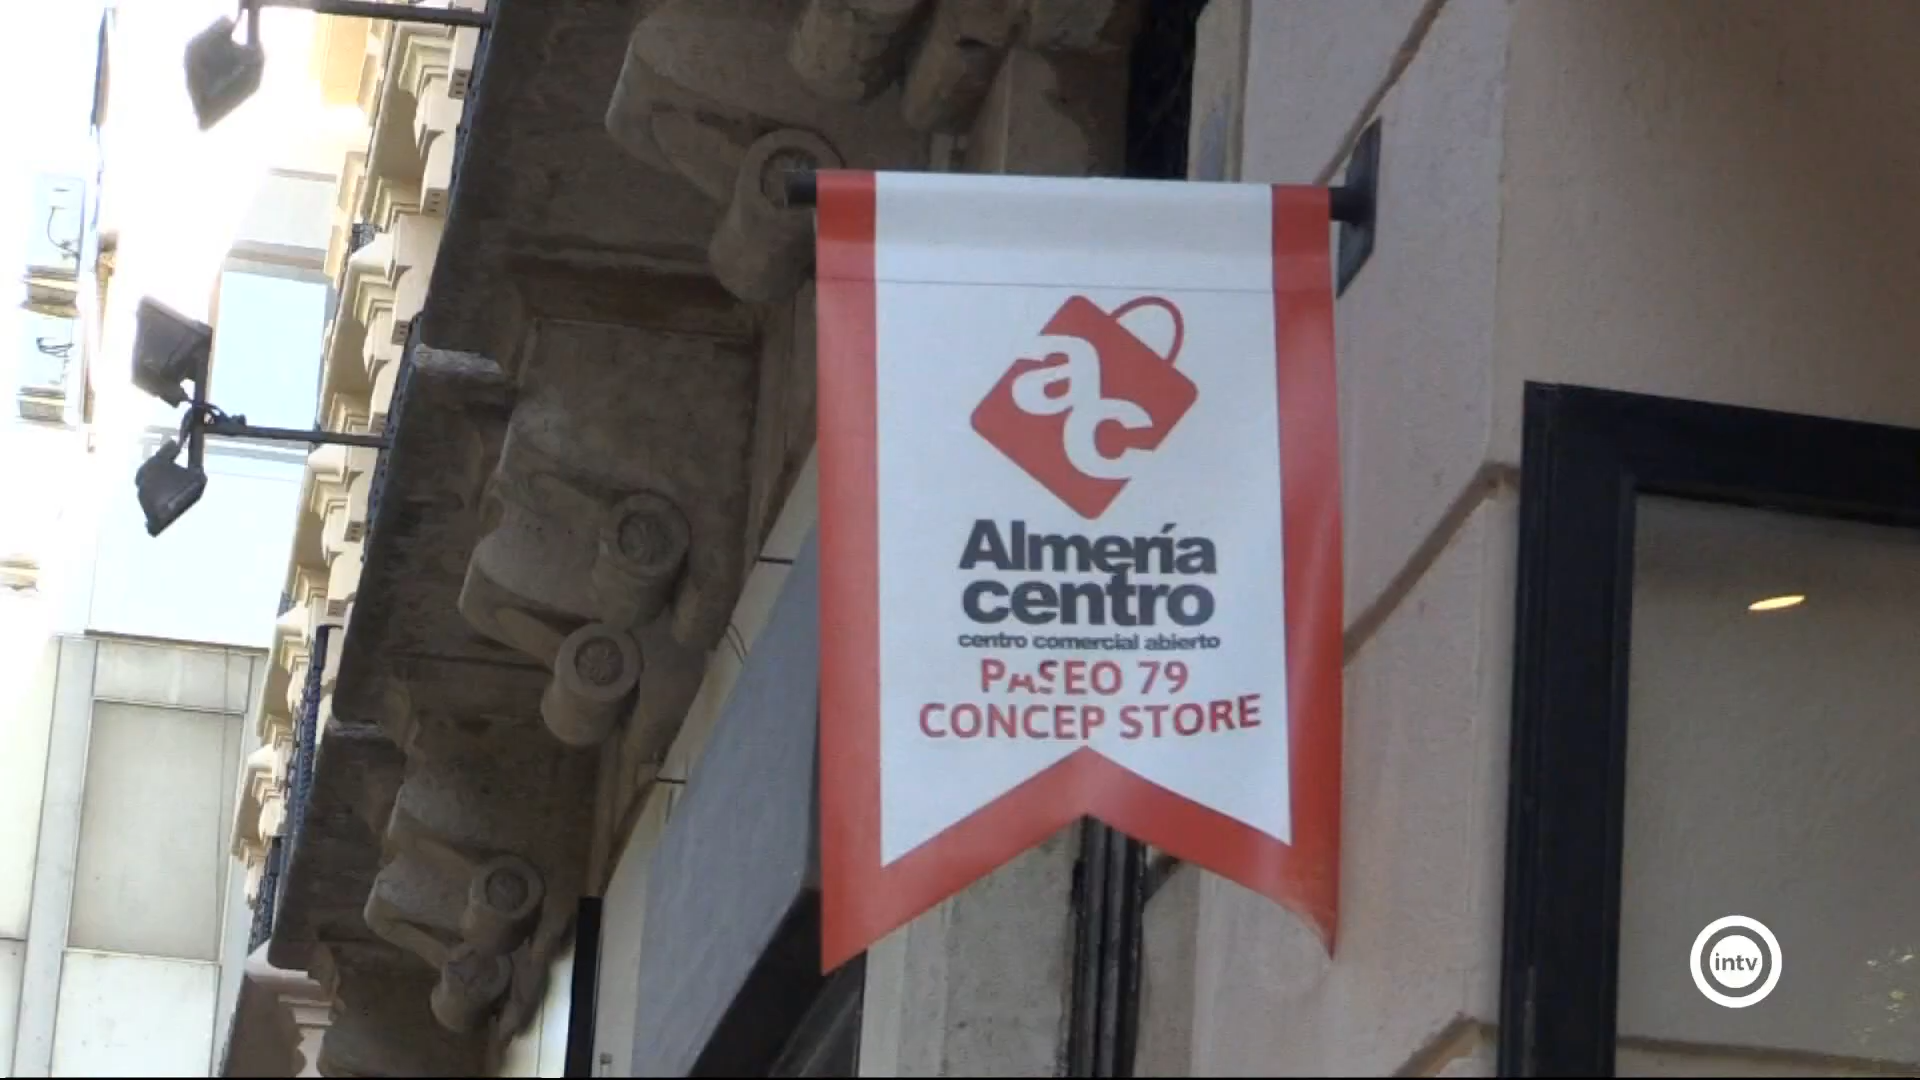 ac
Almería
centro
centro comercial abierto
PASEO 79
CONCEP STORE
intv